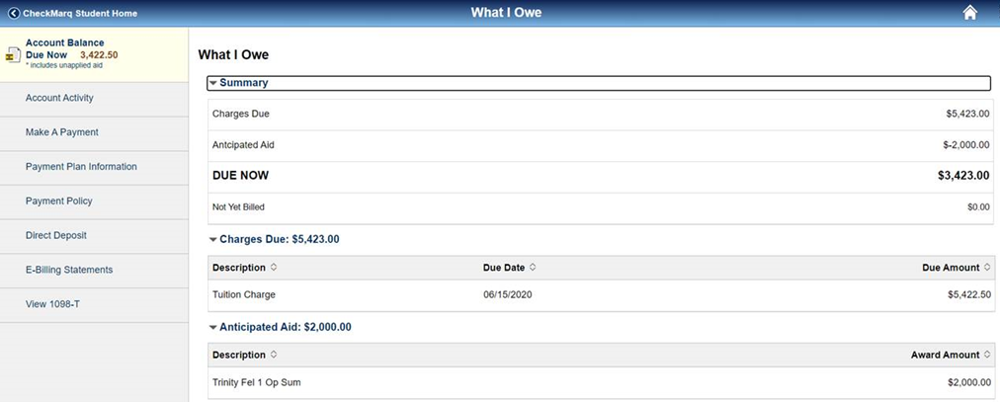 CheckMarq Student Home
What I Owe
Account Balance
Due Now 3,422.50
* includes unapplied aid
Account Activity
Make A Payment
Payment Plan Information
Payment Policy
Direct Deposit
E-Billing Statements
View 1098-T
What I Owe
Summary
Charges Due $5,423.00
Antcipated Aid $-2,000.00
DUE NOW $3,423.00
Not Yet Billed $0.00
Charges Due: $5,423.00
Description Due Date Due Amount
Tuition Charge 06/15/2020 $5,422.50
Anticipated Aid: $2,000.00
Description Award Amount
Trinity Fel 1 Op Sum $2,000.00